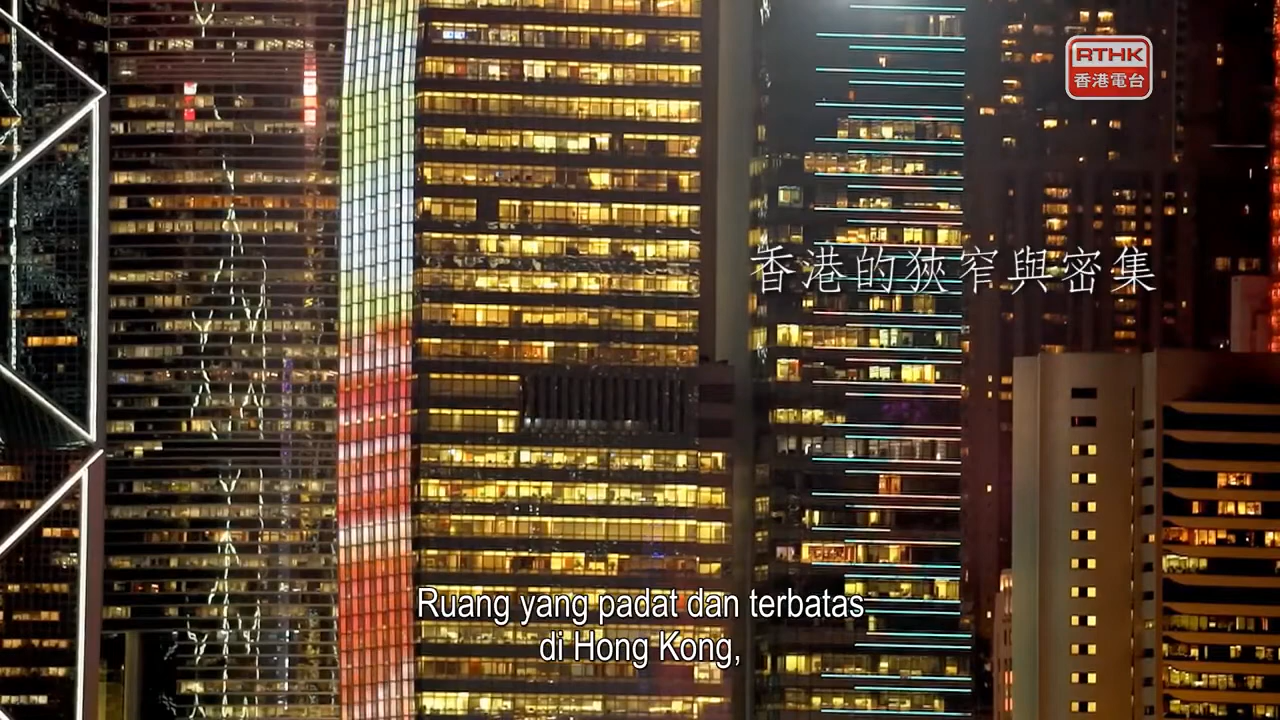 RTHK
香港電台
香港的狹窄與密集
Ruang yang padat dan terbatas
di Hong Kong,